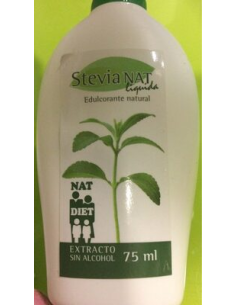 Stevia NAT
líquida
Edulcorante natural
NAT
DIET
EXTRACTO
SIN ALCOHOL 75 ml